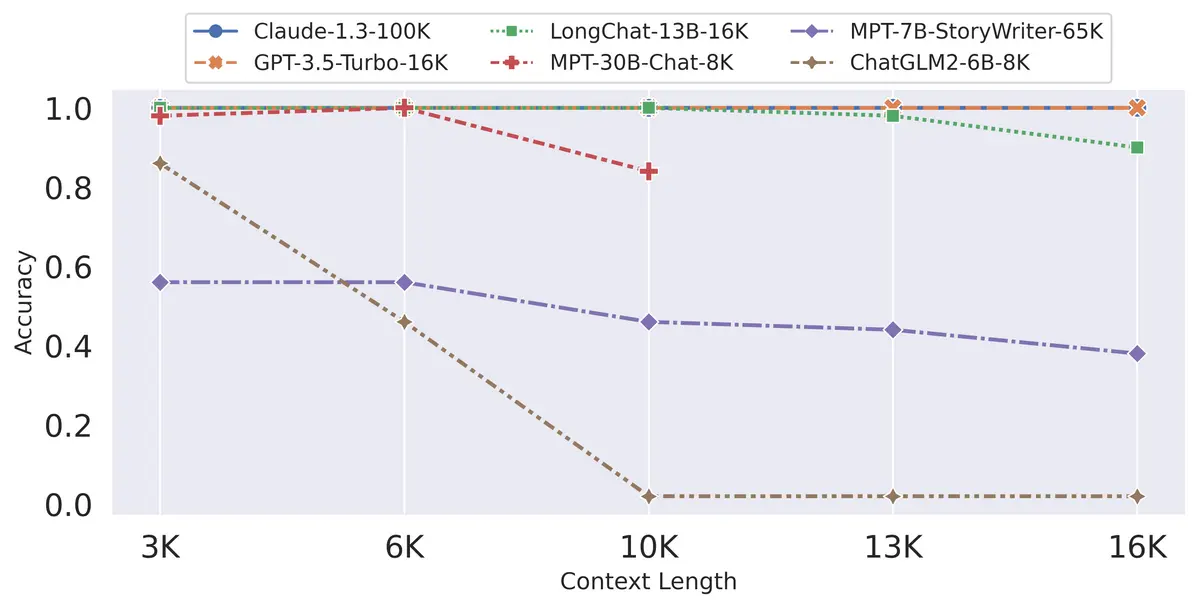 Claude-1.3-100K LongChat-13B-16K MPT-7B-StoryWriter-65K
GPT-3.5-Turbo-16K MPT-30B-Chat-8K ChatGLM2-6B-8K
1.0
0.8
0.6
0.4
0.2
0.0
Accuracy
3K 6K 10K 13K 16K
Context Length